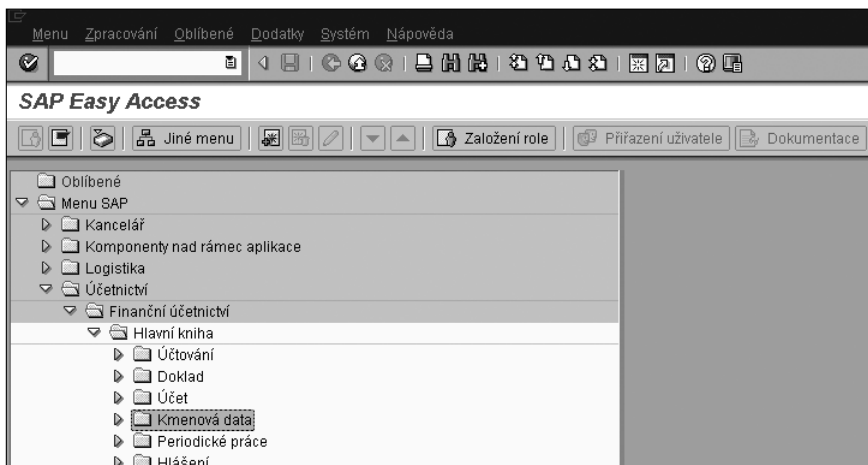 Menu Zpracování Oblíbené Dodatky Systém Nápověda
SAP Easy Access
Jiné menu Založení role Přiřazení uživatele Dokumentace
Oblíbené
Menu SAP
Kancelář
Komponenty nad rámec aplikace
Logistika
Účetnictví
Finanční účetnictví
Hlavní kniha
Účtování
Doklad
Účet
Kmenová data
Periodické práce
Hlášení